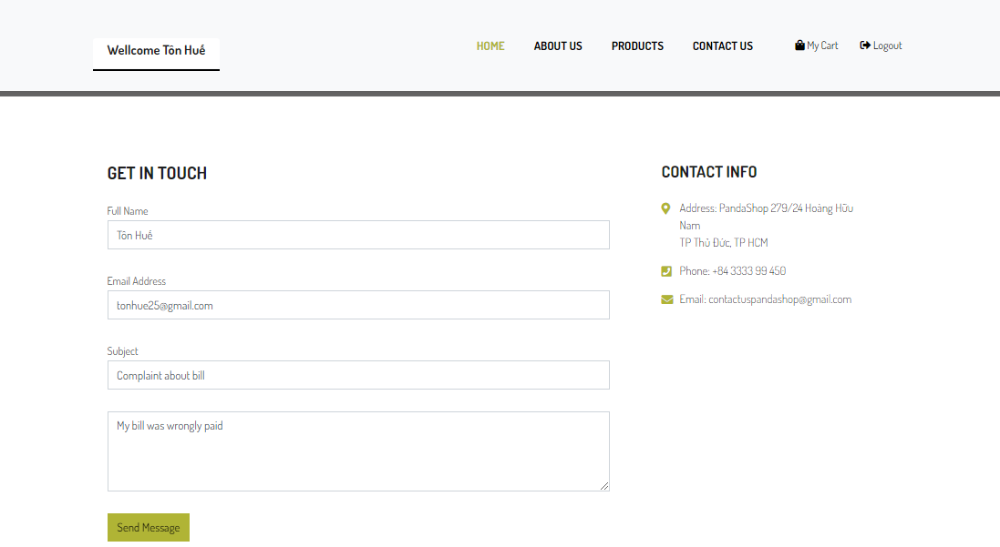 Wellcome Tôn Huế
HOME ABOUT US PRODUCTS CONTACT US My Cart Logout
GET IN TOUCH
Full Name
Tôn Huế
Email Address
tonhue25@gmail.com
Subject
Complaint about bill
My bill was wrongly paid
Send Message
CONTACT INFO
Address: PandaShop 279/24 Hoàng Hữu
Nam
TP Thủ Đức, TP HCM
Phone: +84 3333 99 450
Email: contactuspandashop@gmail.com